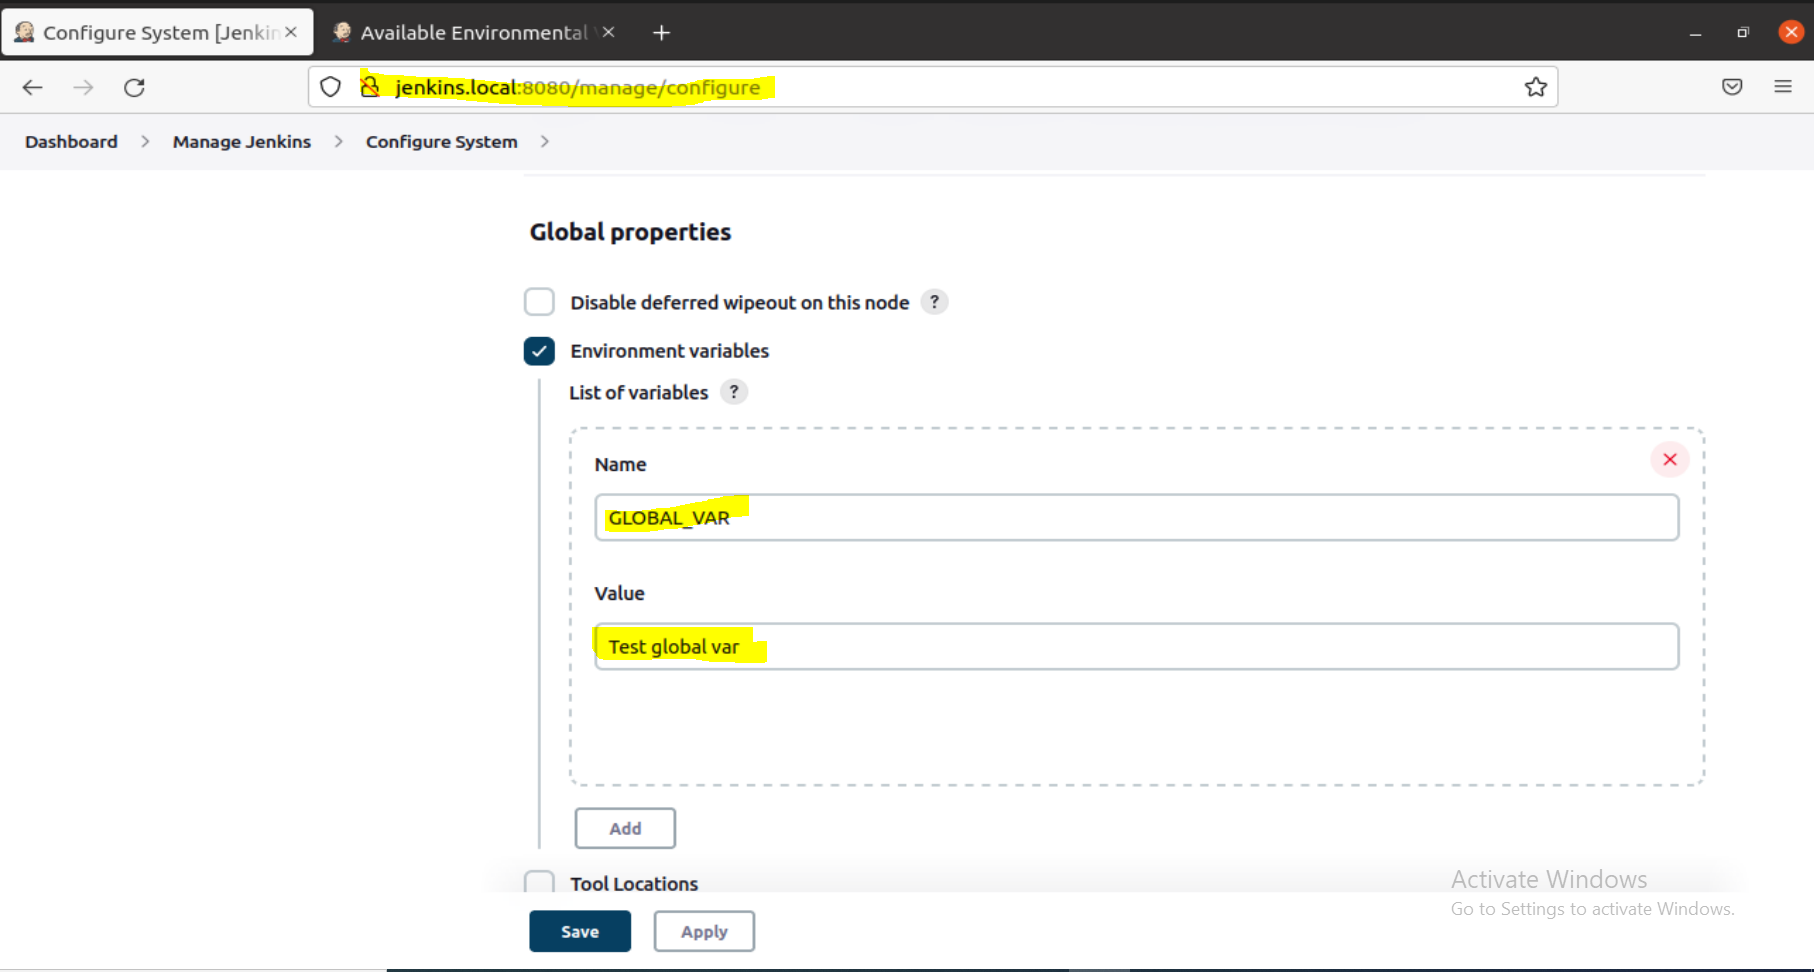 Configure System [Jenkin
Available Environmental
jenkins.local:8080/manage/configure
Dashboard
Manage Jenkins
Configure System
Global properties
Disable deferred wipeout on this node ?
Environment variables
List of variables ?
Name
GLOBAL_VAR
Value
Test global var
Add
Tool Locations
Activate Windows
Go to Settings to activate Windows.
Save
Apply